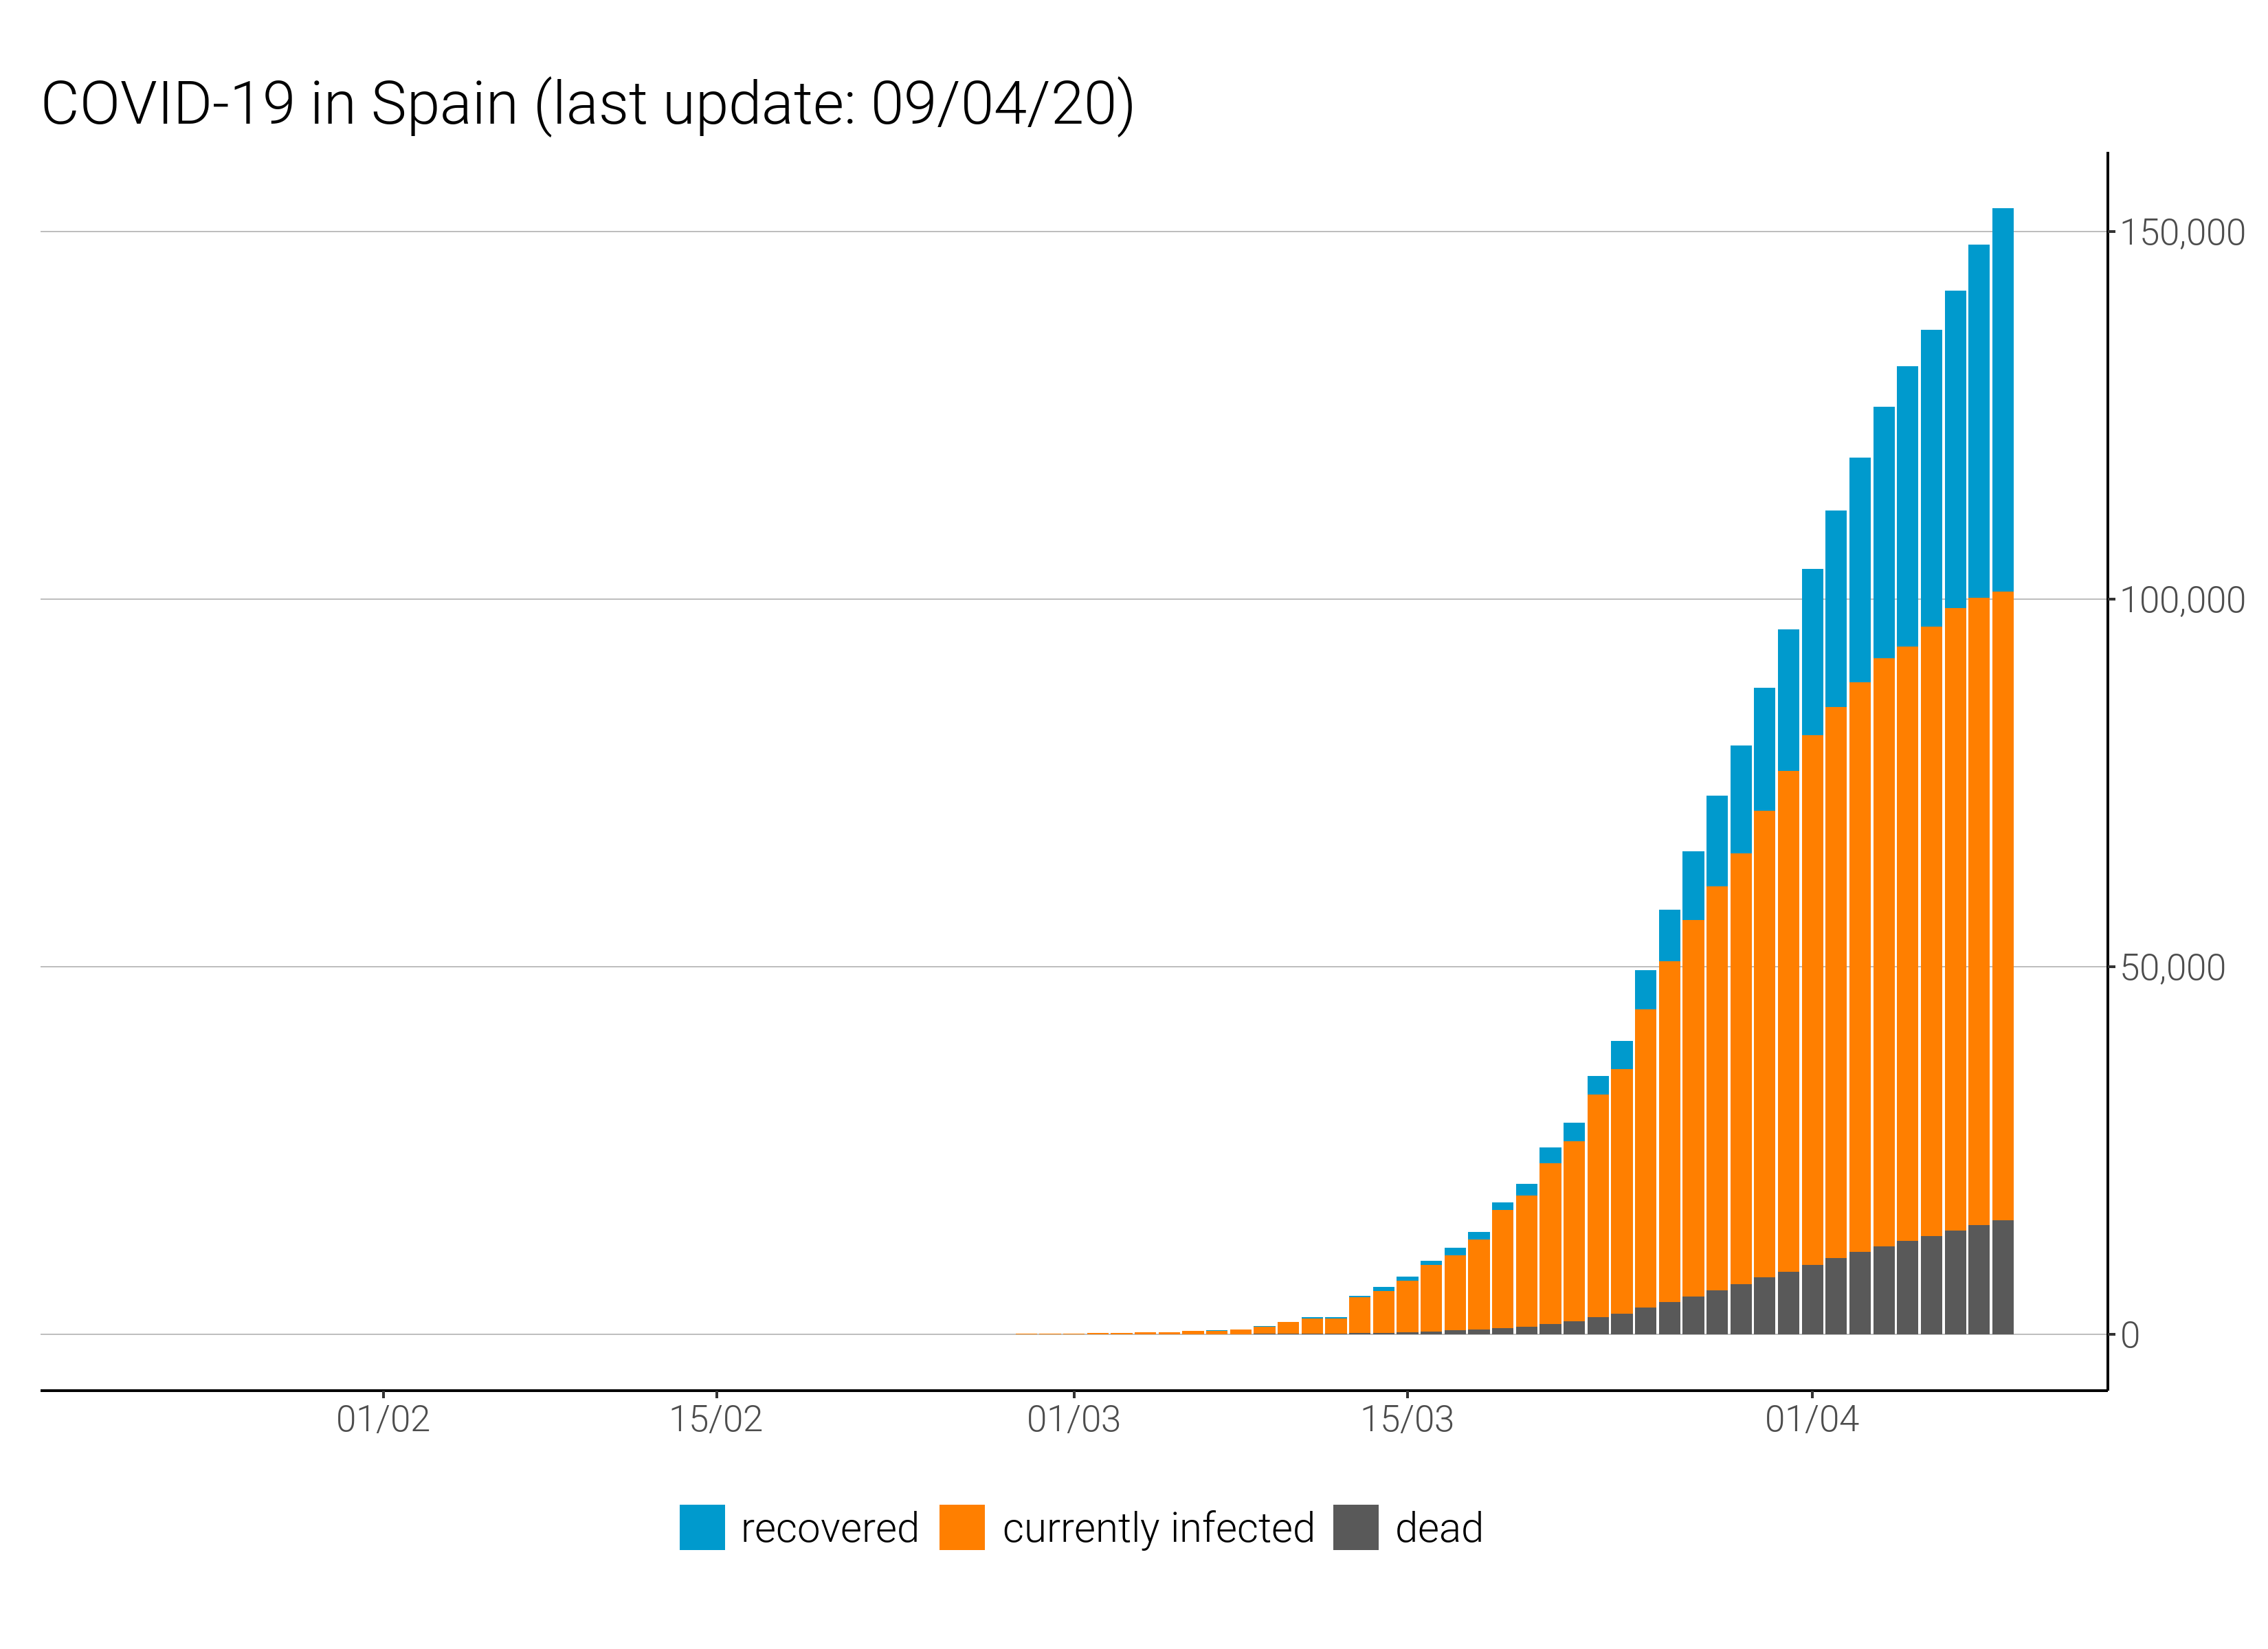 COVID-19 in Spain (last update: 09/04/20)
150,000
100,000
50,000
0
01/02 15/02 01/03 15/03 01/04
recovered currently infected dead